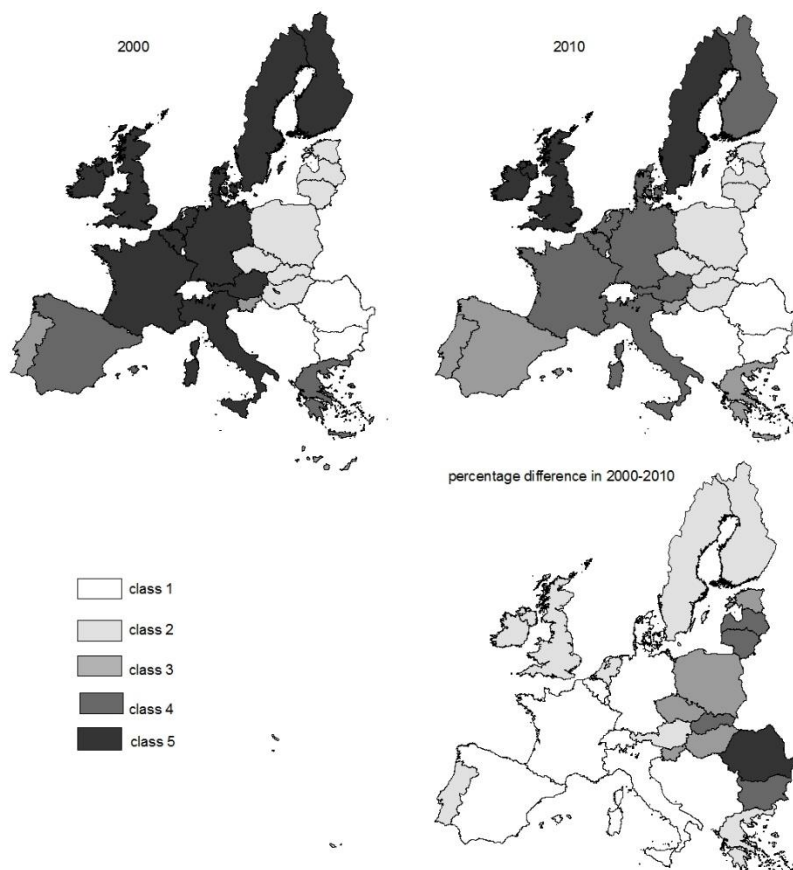 2000
2010
percentage difference in 2000-2010
class 1
class 2
class 3
class 4
class 5